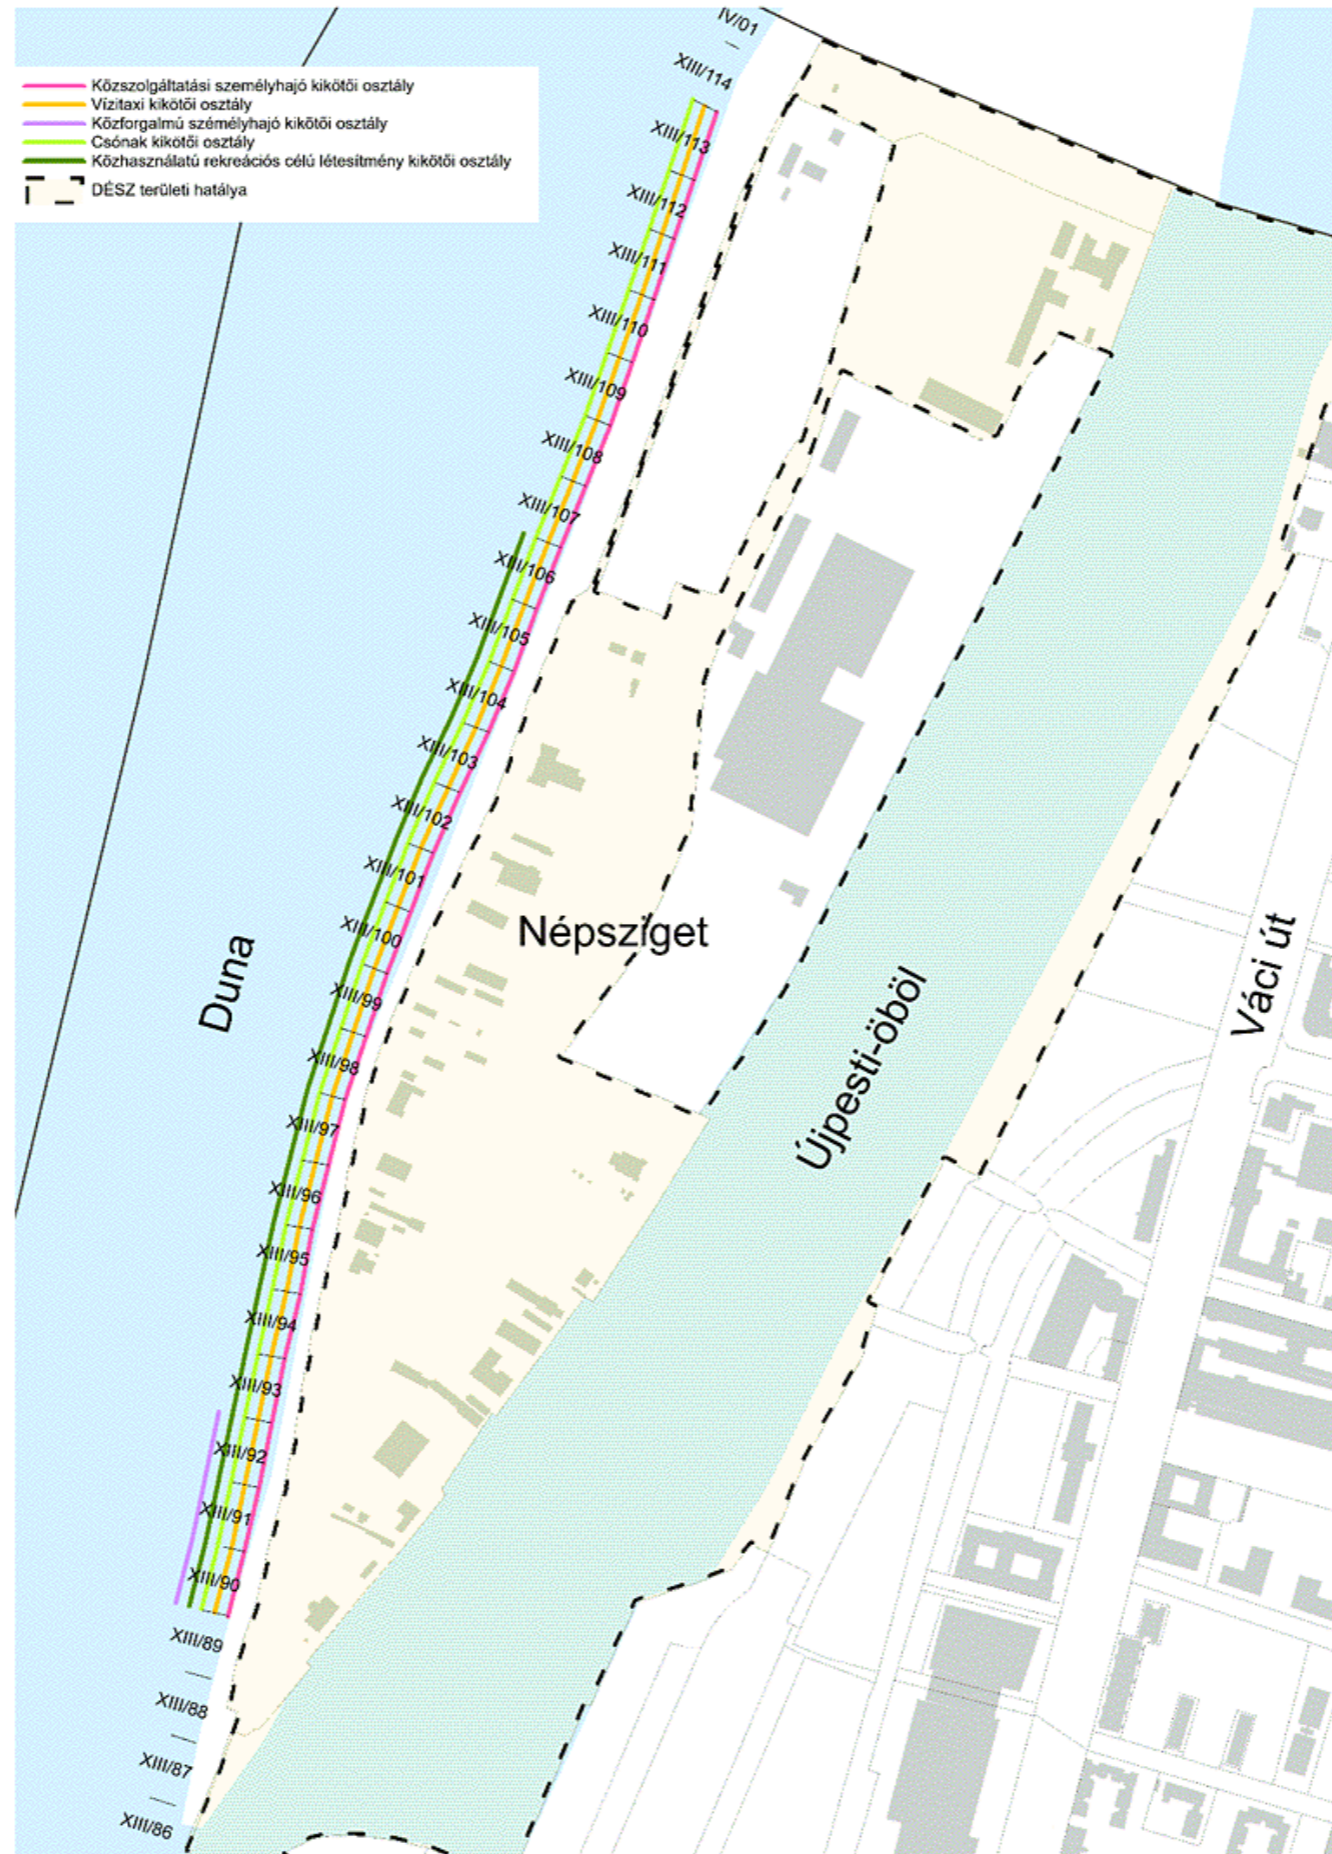 IV/01
XIII/114
Közszolgáltatási személyhajó kikötői osztály
Vízitaxi kikötői osztály
Közforgalmú személyhajó kikötői osztály
Csónak kikötői osztály
Közhasználatú rekreációs célú létesítmény kikötői osztály
DÉSZ területi hatálya
XIII/113
XIII/112
XIII/111
XIII/110
XIII/109
XIII/108
XIII/107
XIII/106
XIII/105
XIII/104
XIII/103
XIII/102
XIII/101
XIII/100
Népsziget
Duna
Váci út
Újpesti-öböl
XIII/99
XIII/98
XIII/97
XIII/96
XIII/95
XIII/94
XIII/93
XIII/92
XIII/91
XIII/90
XIII/89
XIII/88
XIII/87
XIII/86